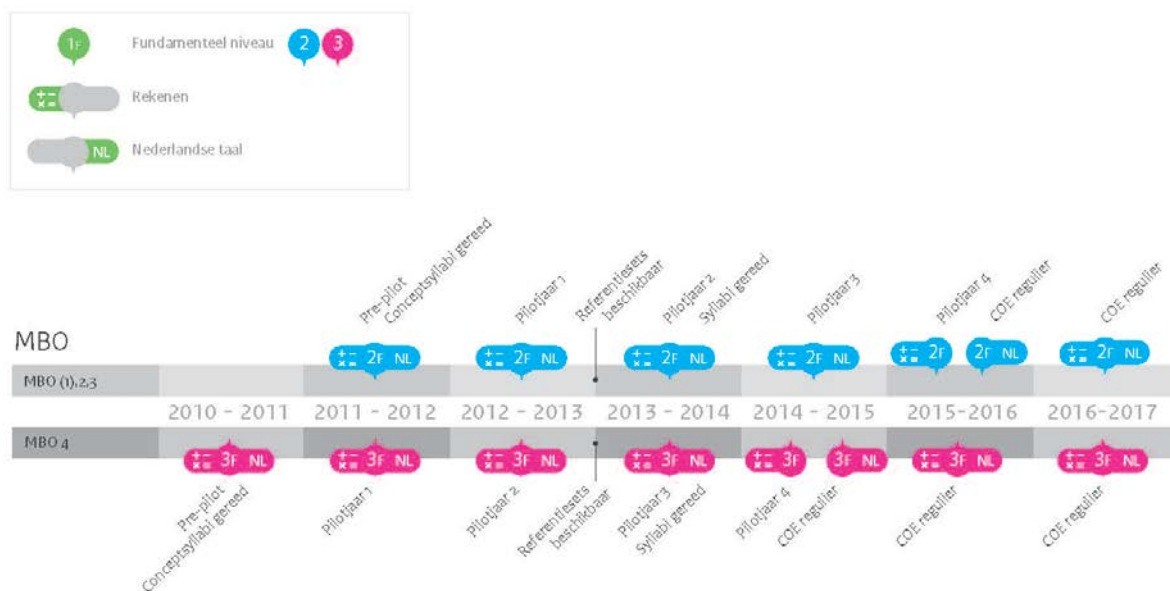 1F Fundamenteel niveau 2 3
+ - × = Rekenen
NL Nederlandse taal
Pre-pilot
Conceptsyllabi gereed
Pilotjaar 1
Referentiesets
beschikbaar
Pilotjaar 2
Syllabi gereed
Pilotjaar 3
Pilotjaar 4
COE regulier
COE regulier
MBO
+ - × = 2F NL
+ - × = 2F NL
+ - × = 2F NL
+ - × = 2F NL
+ - × = 2F
2F NL
+ - × = 2F NL
MBO (1),2,3
2010 - 2011 2011 - 2012 2012 - 2013 2013 - 2014 2014 - 2015 2015-2016 2016-2017
MBO 4
+ - × = 3F NL
+ - × = 3F NL
+ - × = 3F NL
+ - × = 3F NL
+ - × = 3F
3F NL
+ - × = 3F NL
+ - × = 3F NL
Pre-pilot
Conceptsyllabi gereed
Pilotjaar 1
Pilotjaar 2
Referentiesets
beschikbaar
Pilotjaar 3
Syllabi gereed
Pilotjaar 4
COE regulier
COE regulier
COE regulier